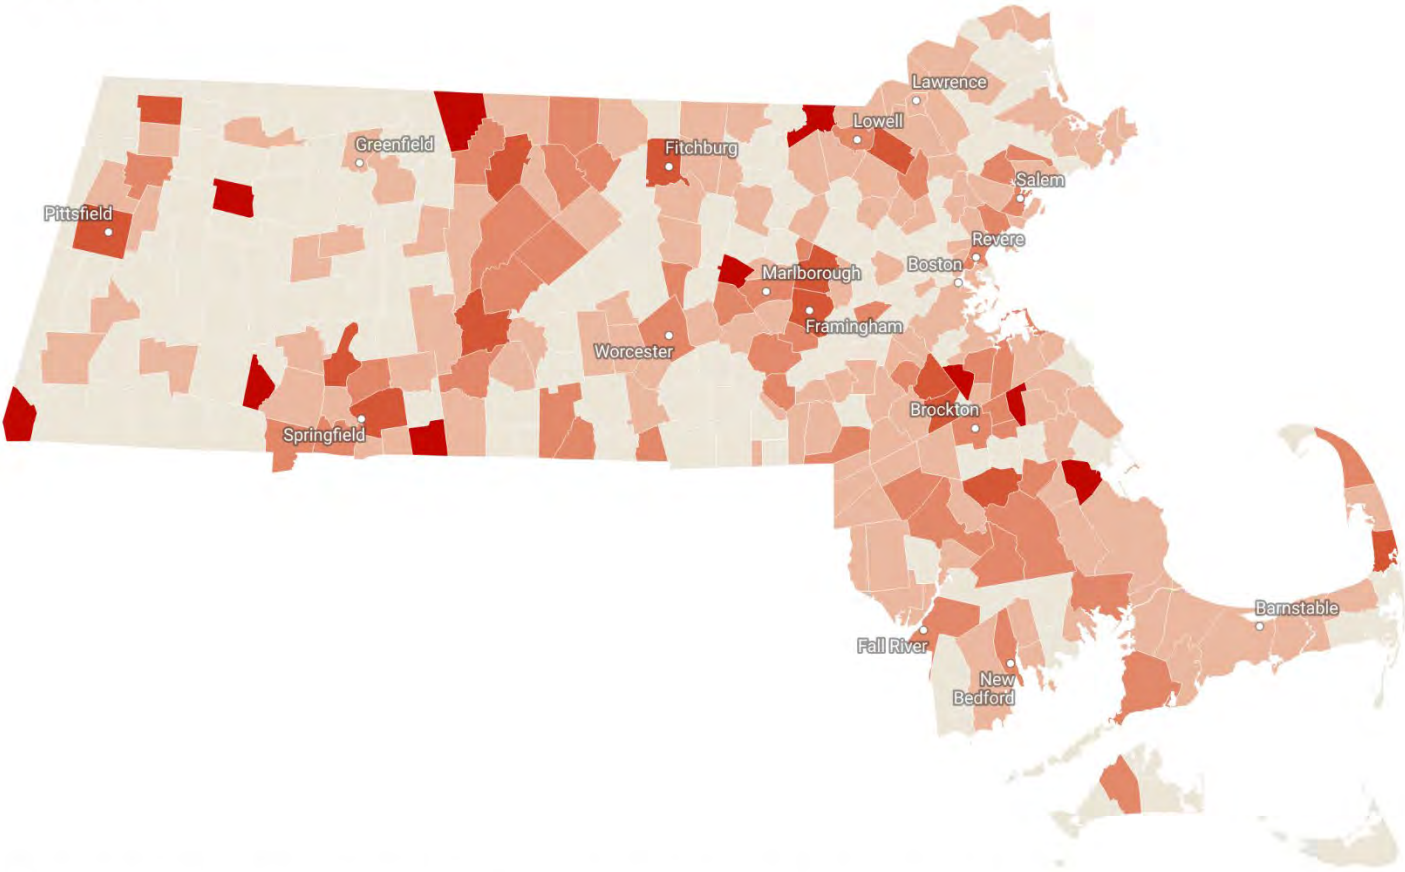 Lawrence
Lowell
Greenfield
Fitchburg
Salem
Pittsfield
Revere
Boston
Marlborough
Framingham
Worcester
Brockton
Springfield
Barnstable
Fall River
New
Bedford